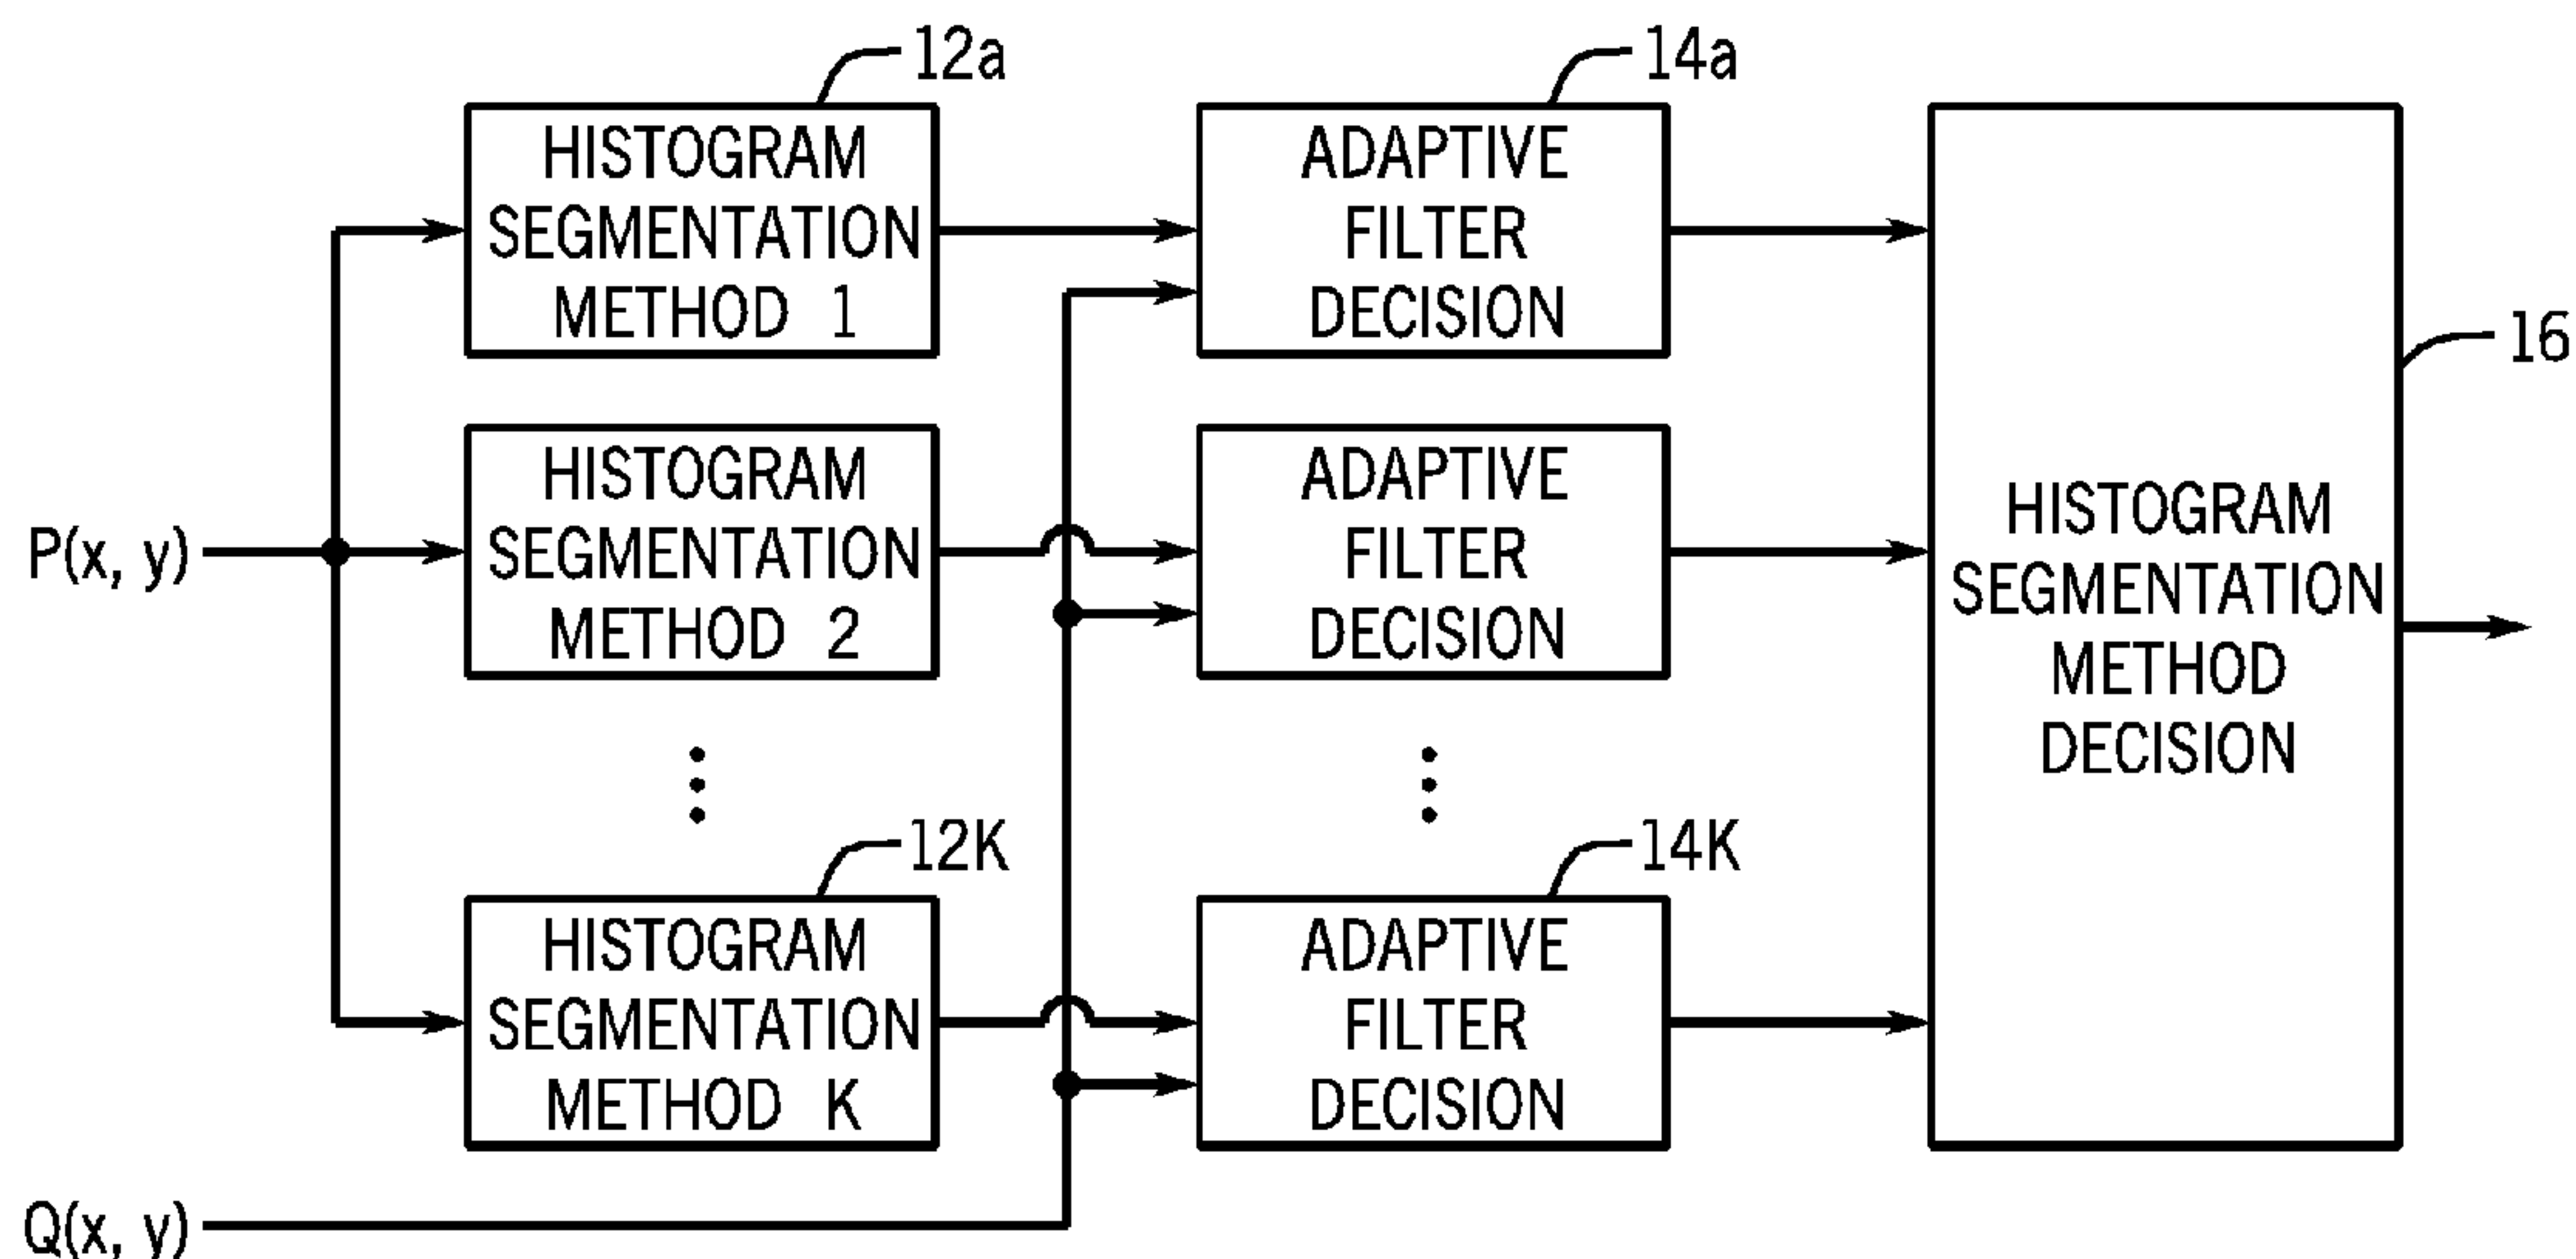 12a
14a
HISTOGRAM
SEGMENTATION
METHOD 1
ADAPTIVE
FILTER
DECISION
16
P(x, y)
HISTOGRAM
SEGMENTATION
METHOD 2
ADAPTIVE
FILTER
DECISION
HISTOGRAM
SEGMENTATION
METHOD
DECISION
12K
14K
HISTOGRAM
SEGMENTATION
METHOD K
ADAPTIVE
FILTER
DECISION
Q(x, y)